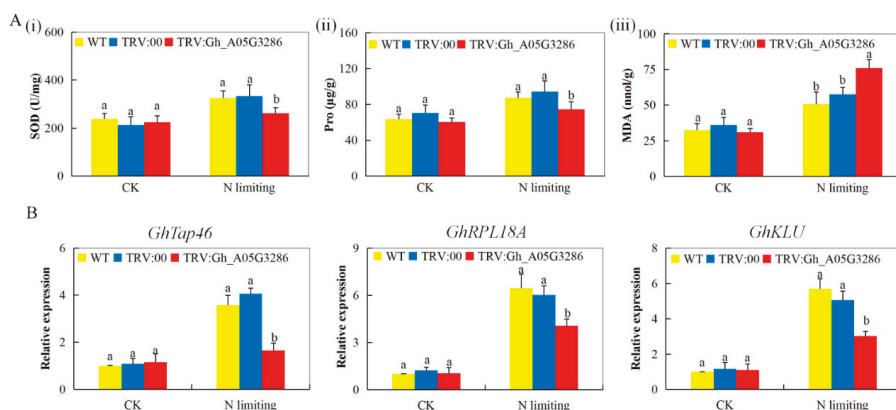 A (i) (ii) (iii)
600 WT TRV:00 TRV:Gh_A05G3286
400
200
0
SOD (U/mg)
a a a a a b
CK N limiting
160 WT TRV:00 TRV:Gh_A05G3286
120
80
40
0
Pro (μg/g)
a a a a a b
CK N limiting
100 WT TRV:00 TRV:Gh_A05G3286
75
50
25
0
MDA (nnol/g)
a a a b b a
CK N limiting
B GhTap46 GhRPL18A GhKLU
6 WT TRV:00 TRV:Gh_A05G3286
4
2
0
Relative expression
a a a a a b
CK N limiting
9 WT TRV:00 TRV:Gh_A05G3286
6
3
0
Relative expression
a a a a a b
CK N limiting
8 WT TRV:00 TRV:Gh_A05G3286
6
4
2
0
Relative expression
a a a a a b
CK N limiting